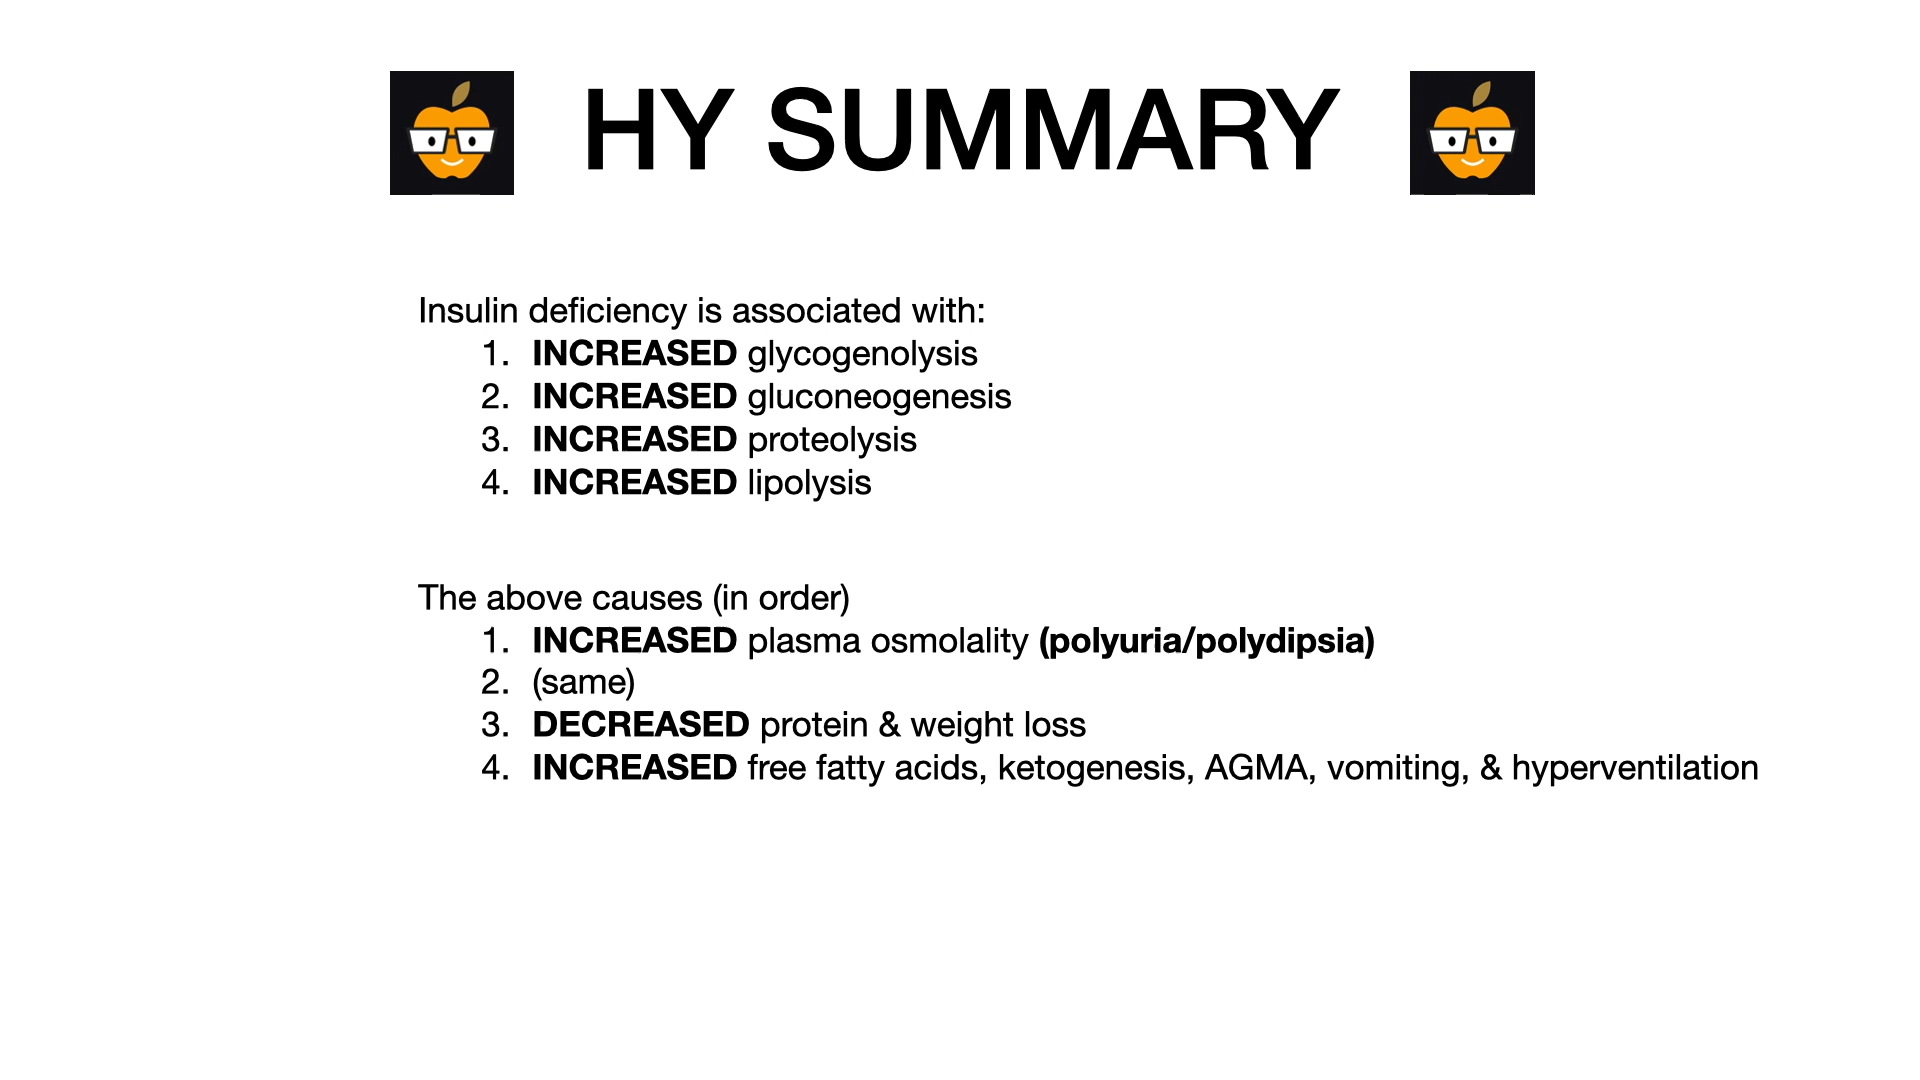 HY SUMMARY
Insulin deficiency is associated with:
1. INCREASED glycogenolysis
2. INCREASED gluconeogenesis
3. INCREASED proteolysis
4. INCREASED lipolysis
The above causes (in order)
1. INCREASED plasma osmolality (polyuria/polydipsia)
2. (same)
3. DECREASED protein & weight loss
4. INCREASED free fatty acids, ketogenesis, AGMA, vomiting, & hyperventilation